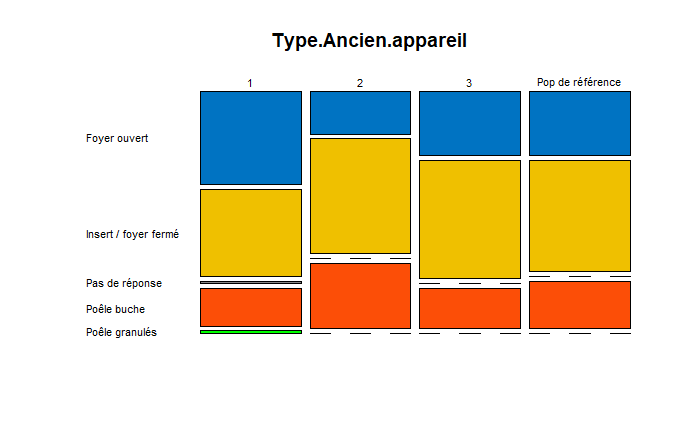 Type.Ancien.appareil
1 2 3 Pop de référence
Foyer ouvert
Insert / foyer fermé
Pas de réponse
Poêle buche
Poêle granulés